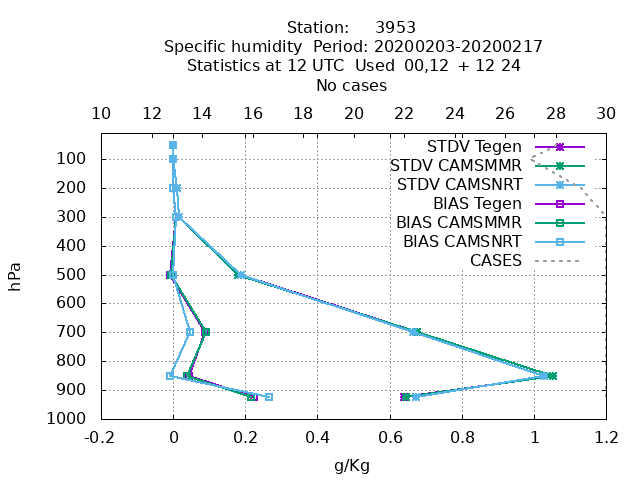 Station: 3953
Specific humidity Period: 20200203-20200217
Statistics at 12 UTC Used 00,12 + 12 24
No cases
10 12 14 16 18 20 22 24 26 28 30
STDV Tegen
STDV CAMSMMR
STDV CAMSNRT
BIAS Tegen
BIAS CAMSMMR
BIAS CAMSNRT
CASES
hPa
100
200
300
400
500
600
700
800
900
1000
-0.2 0 0.2 0.4 0.6 0.8 1 1.2
g/Kg